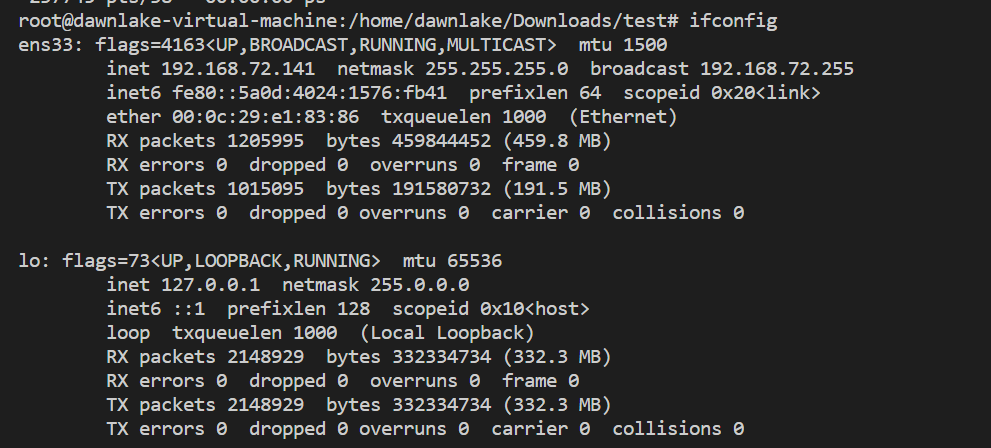 root@dawnlake-virtual-machine:/home/dawnlake/Downloads/test# ifconfig
ens33: flags=4163<UP,BROADCAST,RUNNING,MULTICAST>  mtu 1500
        inet 192.168.72.141  netmask 255.255.255.0  broadcast 192.168.72.255
        inet6 fe80::5a0d:4024:1576:fb41  prefixlen 64  scopeid 0x20<link>
        ether 00:0c:29:e1:83:86  txqueuelen 1000  (Ethernet)
        RX packets 1205995  bytes 459844452 (459.8 MB)
        RX errors 0  dropped 0  overruns 0  frame 0
        TX packets 1015095  bytes 191580732 (191.5 MB)
        TX errors 0  dropped 0 overruns 0  carrier 0  collisions 0

lo: flags=73<UP,LOOPBACK,RUNNING>  mtu 65536
        inet 127.0.0.1  netmask 255.0.0.0
        inet6 ::1  prefixlen 128  scopeid 0x10<host>
        loop  txqueuelen 1000  (Local Loopback)
        RX packets 2148929  bytes 332334734 (332.3 MB)
        RX errors 0  dropped 0  overruns 0  frame 0
        TX packets 2148929  bytes 332334734 (332.3 MB)
        TX errors 0  dropped 0 overruns 0  carrier 0  collisions 0